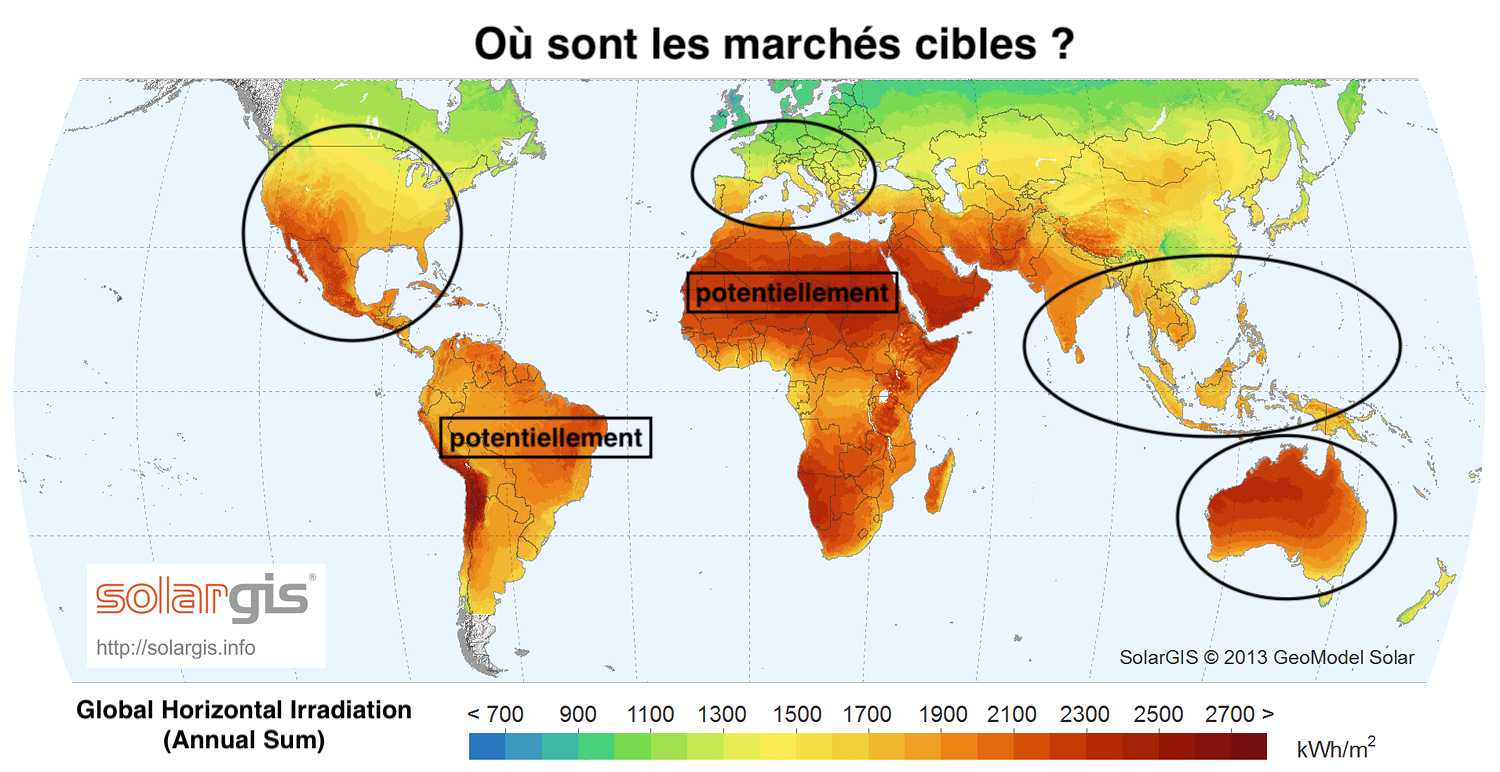 Où sont les marchés cibles ?
potentiellement
potentiellement
solargis®
http://solargis.info
SolarGIS © 2013 GeoModel Solar
Global Horizontal Irradiation
(Annual Sum)
< 700 900 1100 1300 1500 1700 1900 2100 2300 2500 2700 >
kWh/m²